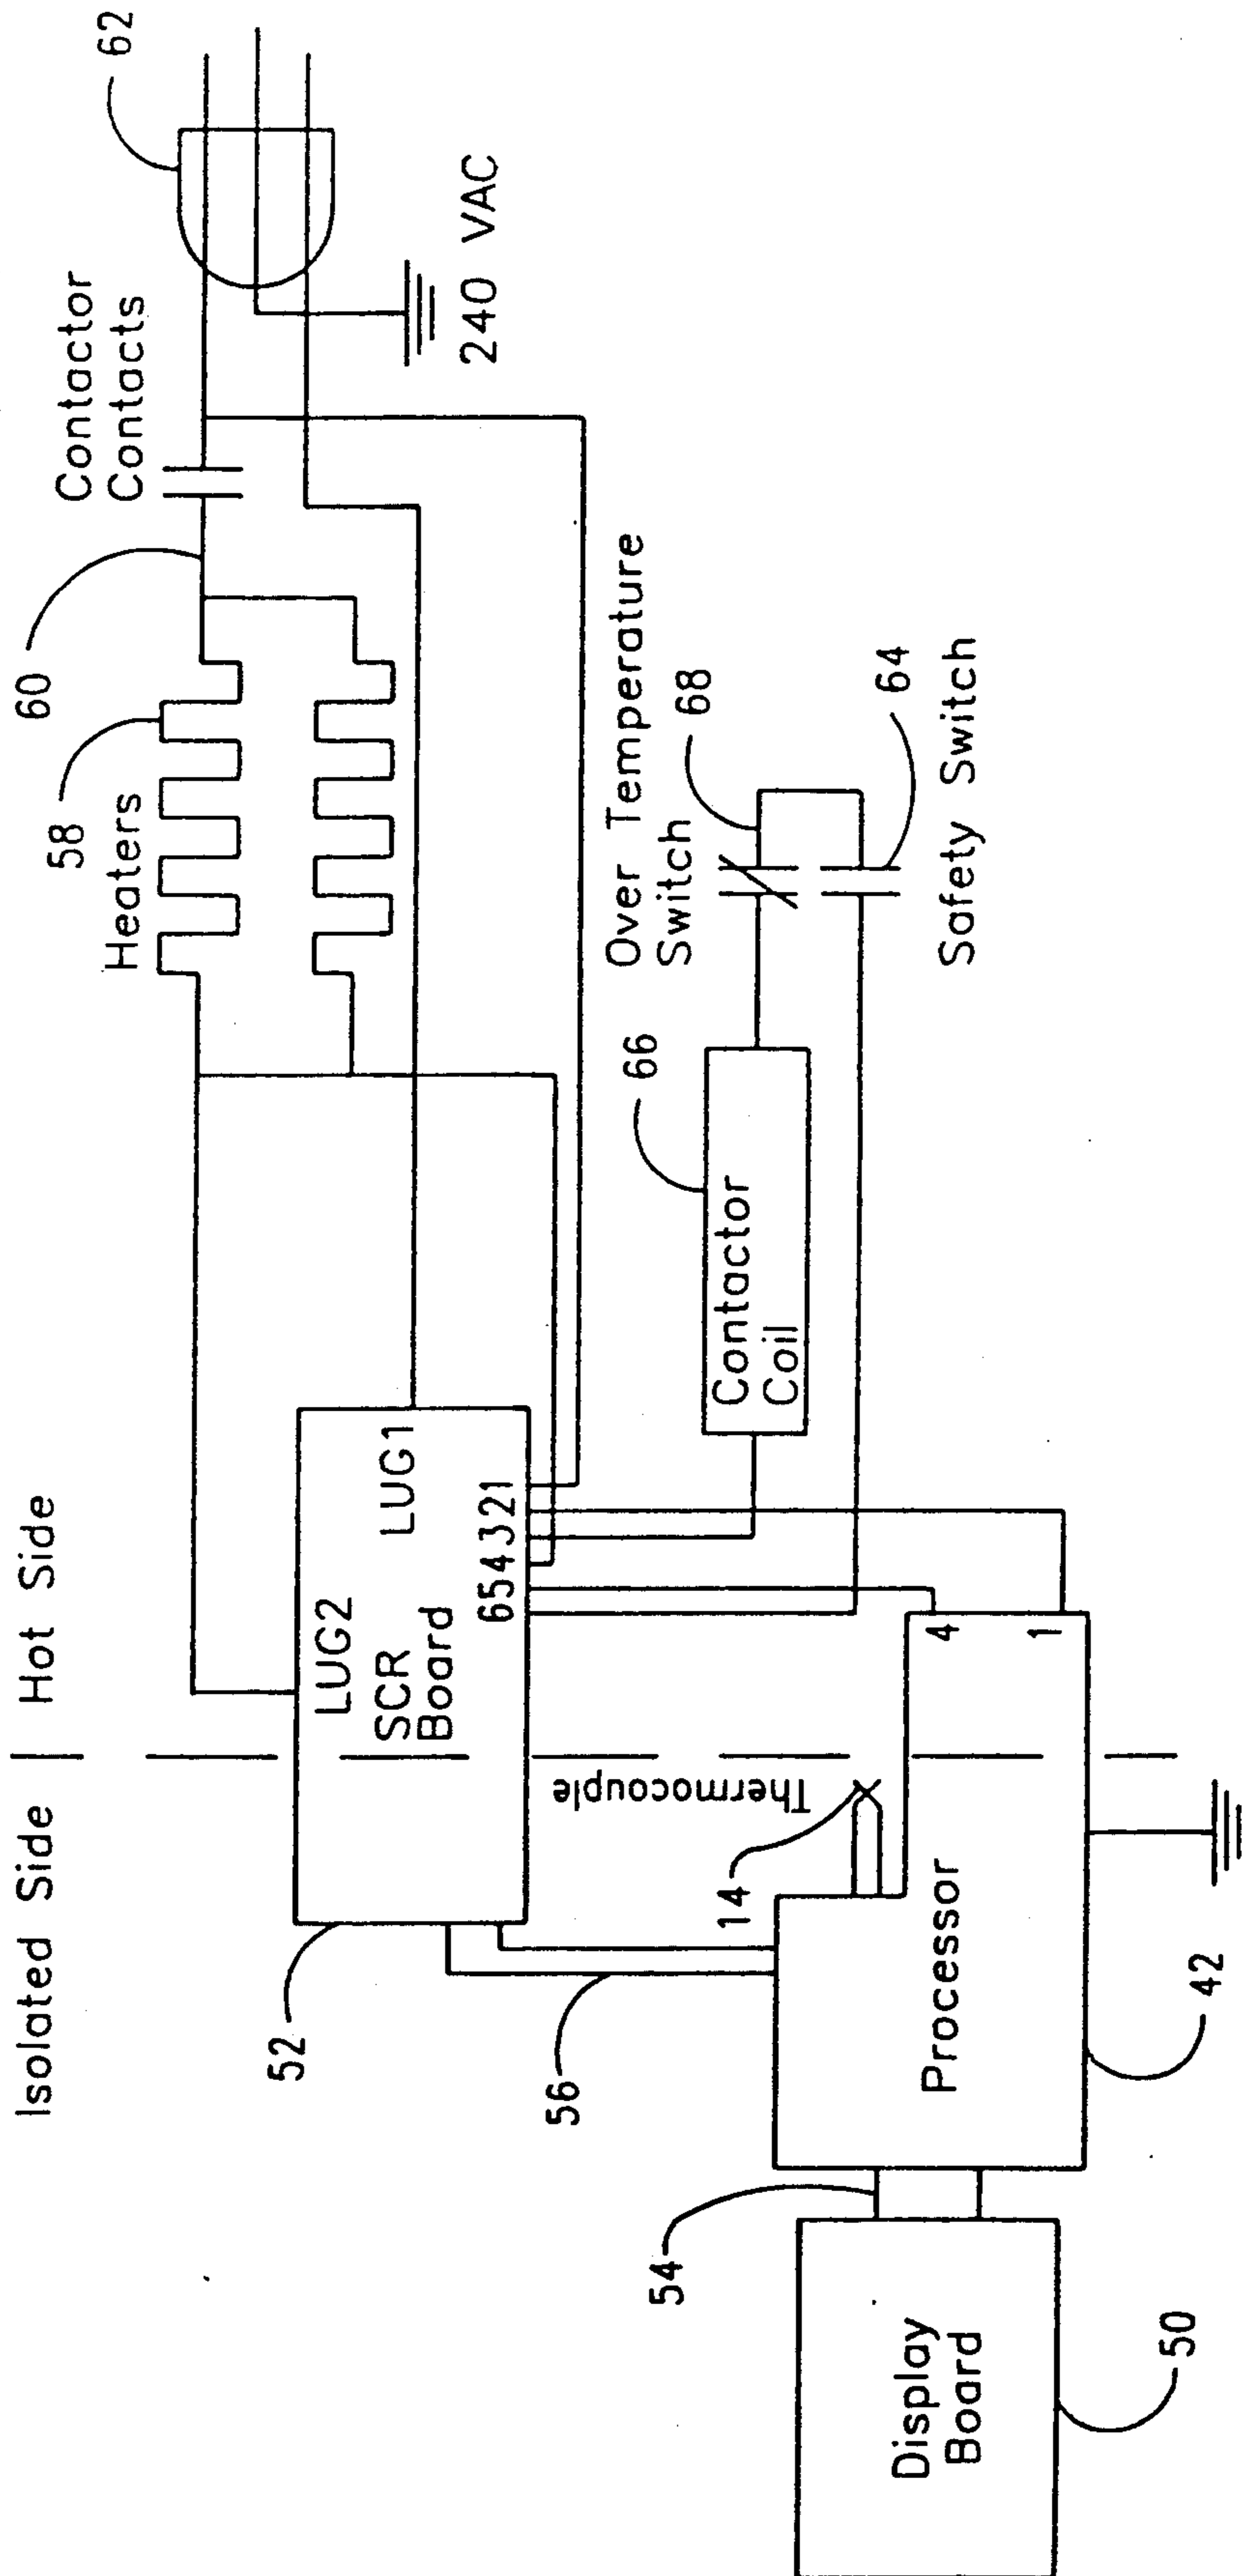 Isolated Side | Hot Side
62
60
58
Heaters
Contactor
Contacts
240 VAC
LUG2
LUG1
SCR
Board
654321
52
Over Temperature
Switch
68
64
Safety Switch
66
Contactor
Coil
Thermocouple
14
56
4
1
Processor
42
54
Display
Board
50